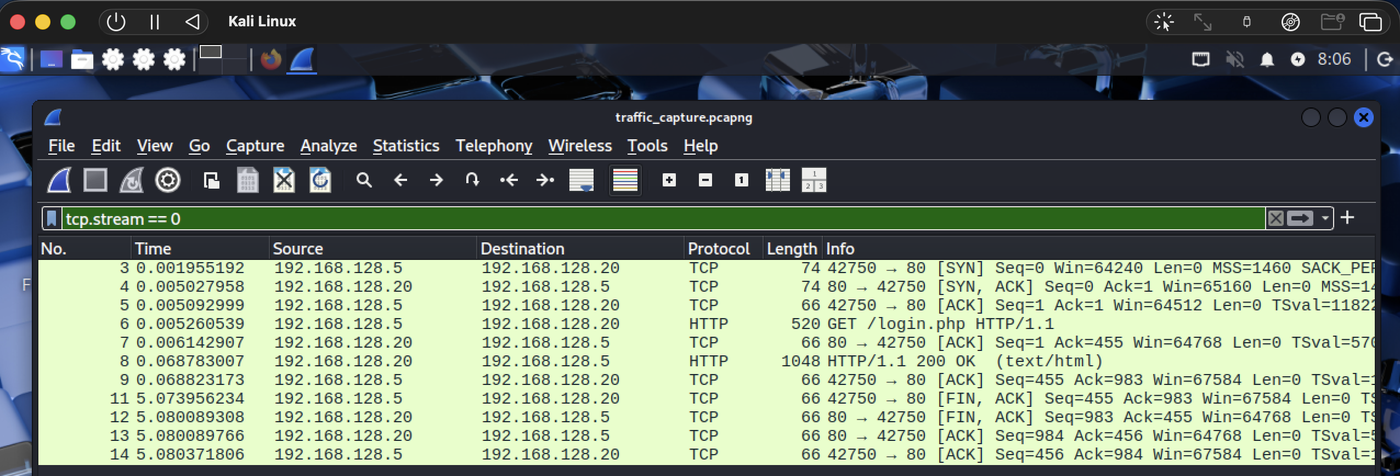 Kali Linux
8:06
traffic_capture.pcapng
File Edit View Go Capture Analyze Statistics Telephony Wireless Tools Help
tcp.stream == 0
No. Time Source Destination Protocol Length Info
3 0.001955192 192.168.128.5 192.168.128.20 TCP 74 42750 → 80 [SYN] Seq=0 Win=64240 Len=0 MSS=1460 SACK_PER
4 0.005027958 192.168.128.20 192.168.128.5 TCP 74 80 → 42750 [SYN, ACK] Seq=0 Ack=1 Win=65160 Len=0 MSS=14
5 0.005092999 192.168.128.5 192.168.128.20 TCP 66 42750 → 80 [ACK] Seq=1 Ack=1 Win=64512 Len=0 TSval=11822
6 0.005260539 192.168.128.5 192.168.128.20 HTTP 520 GET /login.php HTTP/1.1
F 7 0.006142907 192.168.128.20 192.168.128.5 TCP 66 80 → 42750 [ACK] Seq=1 Ack=455 Win=64768 Len=0 TSval=570
8 0.068783007 192.168.128.20 192.168.128.5 HTTP 1048 HTTP/1.1 200 OK (text/html)
9 0.068823173 192.168.128.5 192.168.128.20 TCP 66 42750 → 80 [ACK] Seq=455 Ack=983 Win=67584 Len=0 TSval=1
11 5.073956234 192.168.128.5 192.168.128.20 TCP 66 42750 → 80 [FIN, ACK] Seq=455 Ack=983 Win=67584 Len=0 TS
12 5.080089308 192.168.128.20 192.168.128.5 TCP 66 80 → 42750 [FIN, ACK] Seq=983 Ack=455 Win=64768 Len=0 TS
13 5.080089766 192.168.128.20 192.168.128.5 TCP 66 80 → 42750 [ACK] Seq=984 Ack=456 Win=64768 Len=0 TSval=5
14 5.080371806 192.168.128.5 192.168.128.20 TCP 66 42750 → 80 [ACK] Seq=456 Ack=984 Win=67584 Len=0 TSval=1